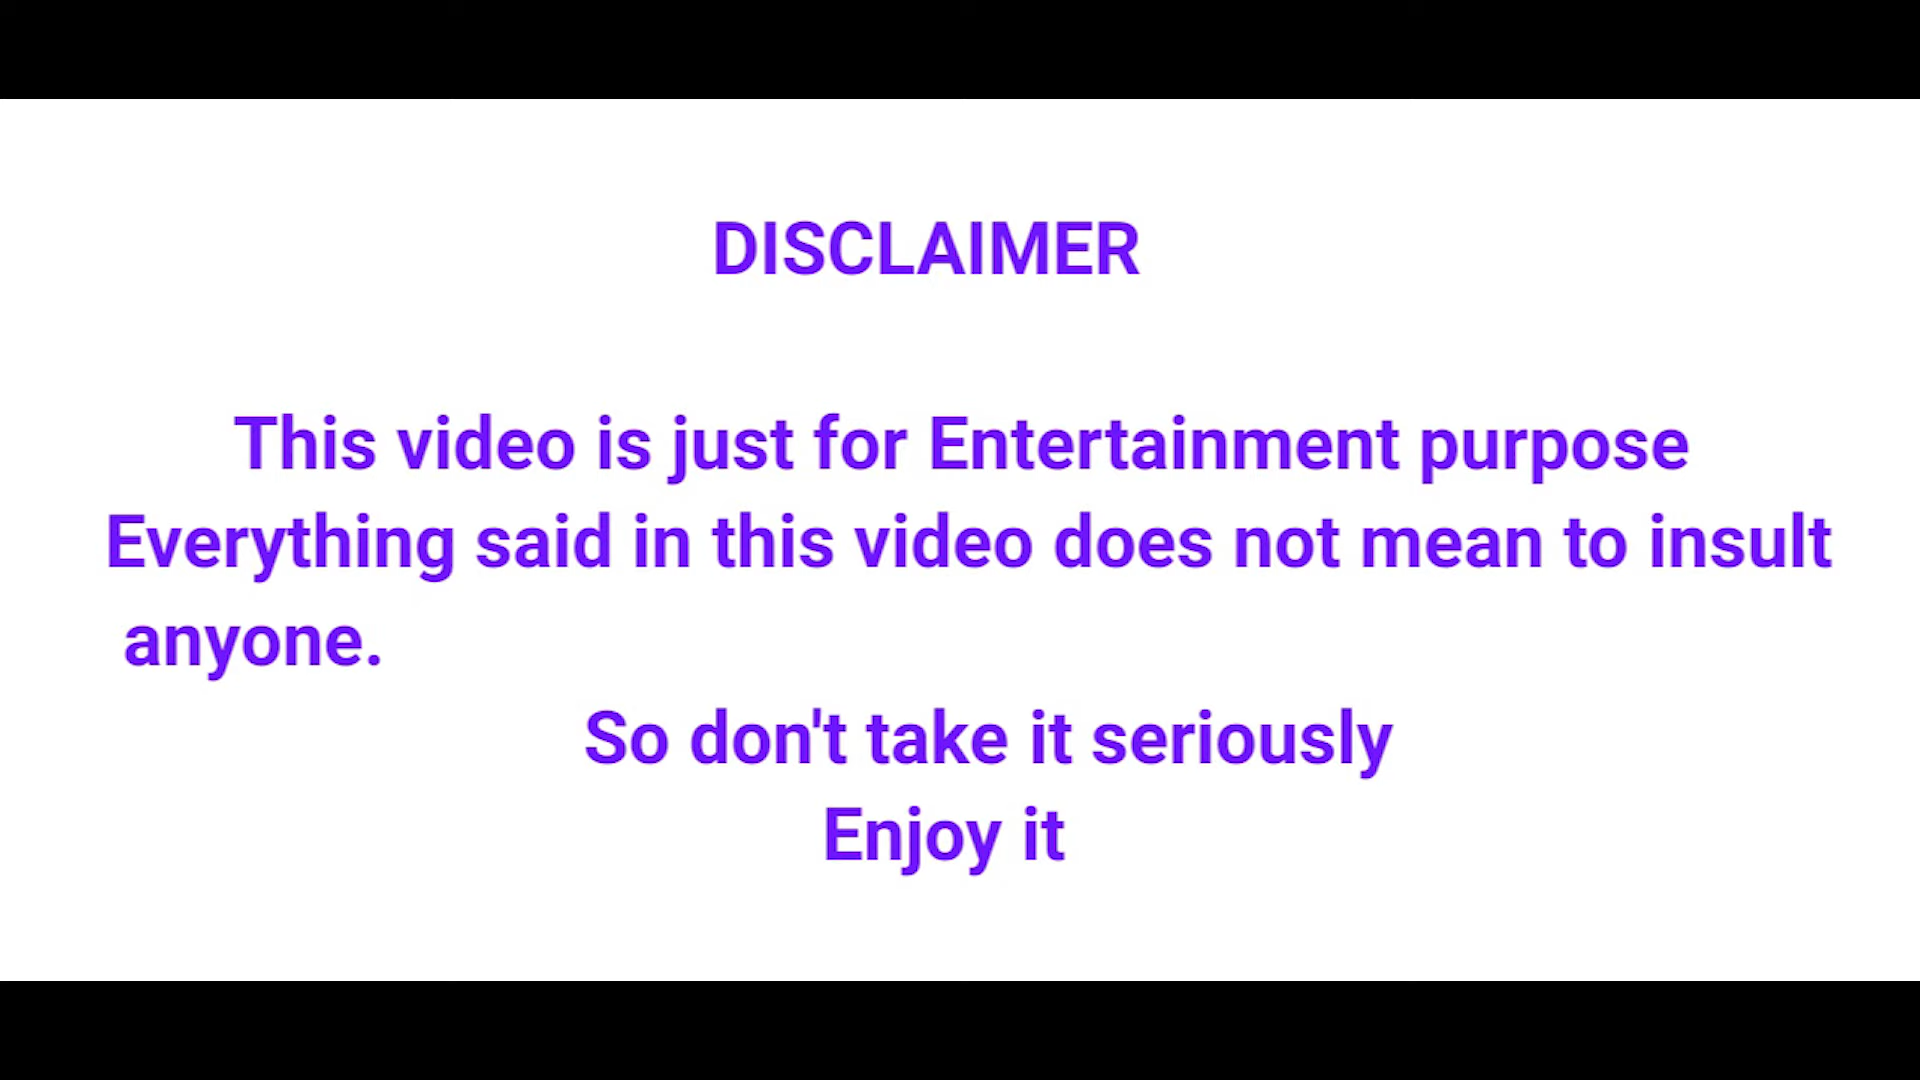 DISCLAIMER
This video is just for Entertainment purpose
Everything said in this video does not mean to insult
anyone.
So don't take it seriously
Enjoy it